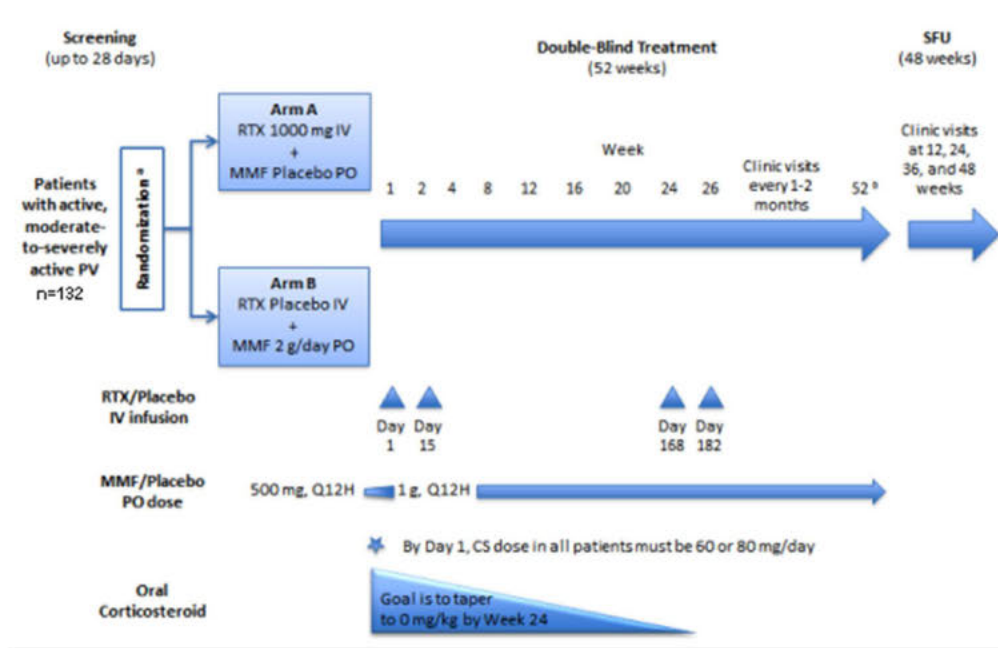 Screening
(up to 28 days)
Double-Blind Treatment
(52 weeks)
SFU
(48 weeks)
Patients
with active,
moderate-
to-severely
active PV
n=132
Randomization a
Arm A
RTX 1000 mg IV
+
MMF Placebo PO
Arm B
RTX Placebo IV
+
MMF 2 g/day PO
Week
1 2 4 8 12 16 20 24 26
Clinic visits
every 1-2
months
52 b
Clinic visits
at 12, 24,
36, and 48
weeks
RTX/Placebo
IV infusion
Day
1
Day
15
Day
168
Day
182
MMF/Placebo
PO dose
500 mg, Q12H
1 g, Q12H
By Day 1, CS dose in all patients must be 60 or 80 mg/day
Oral
Corticosteroid
Goal is to taper
to 0 mg/kg by Week 24